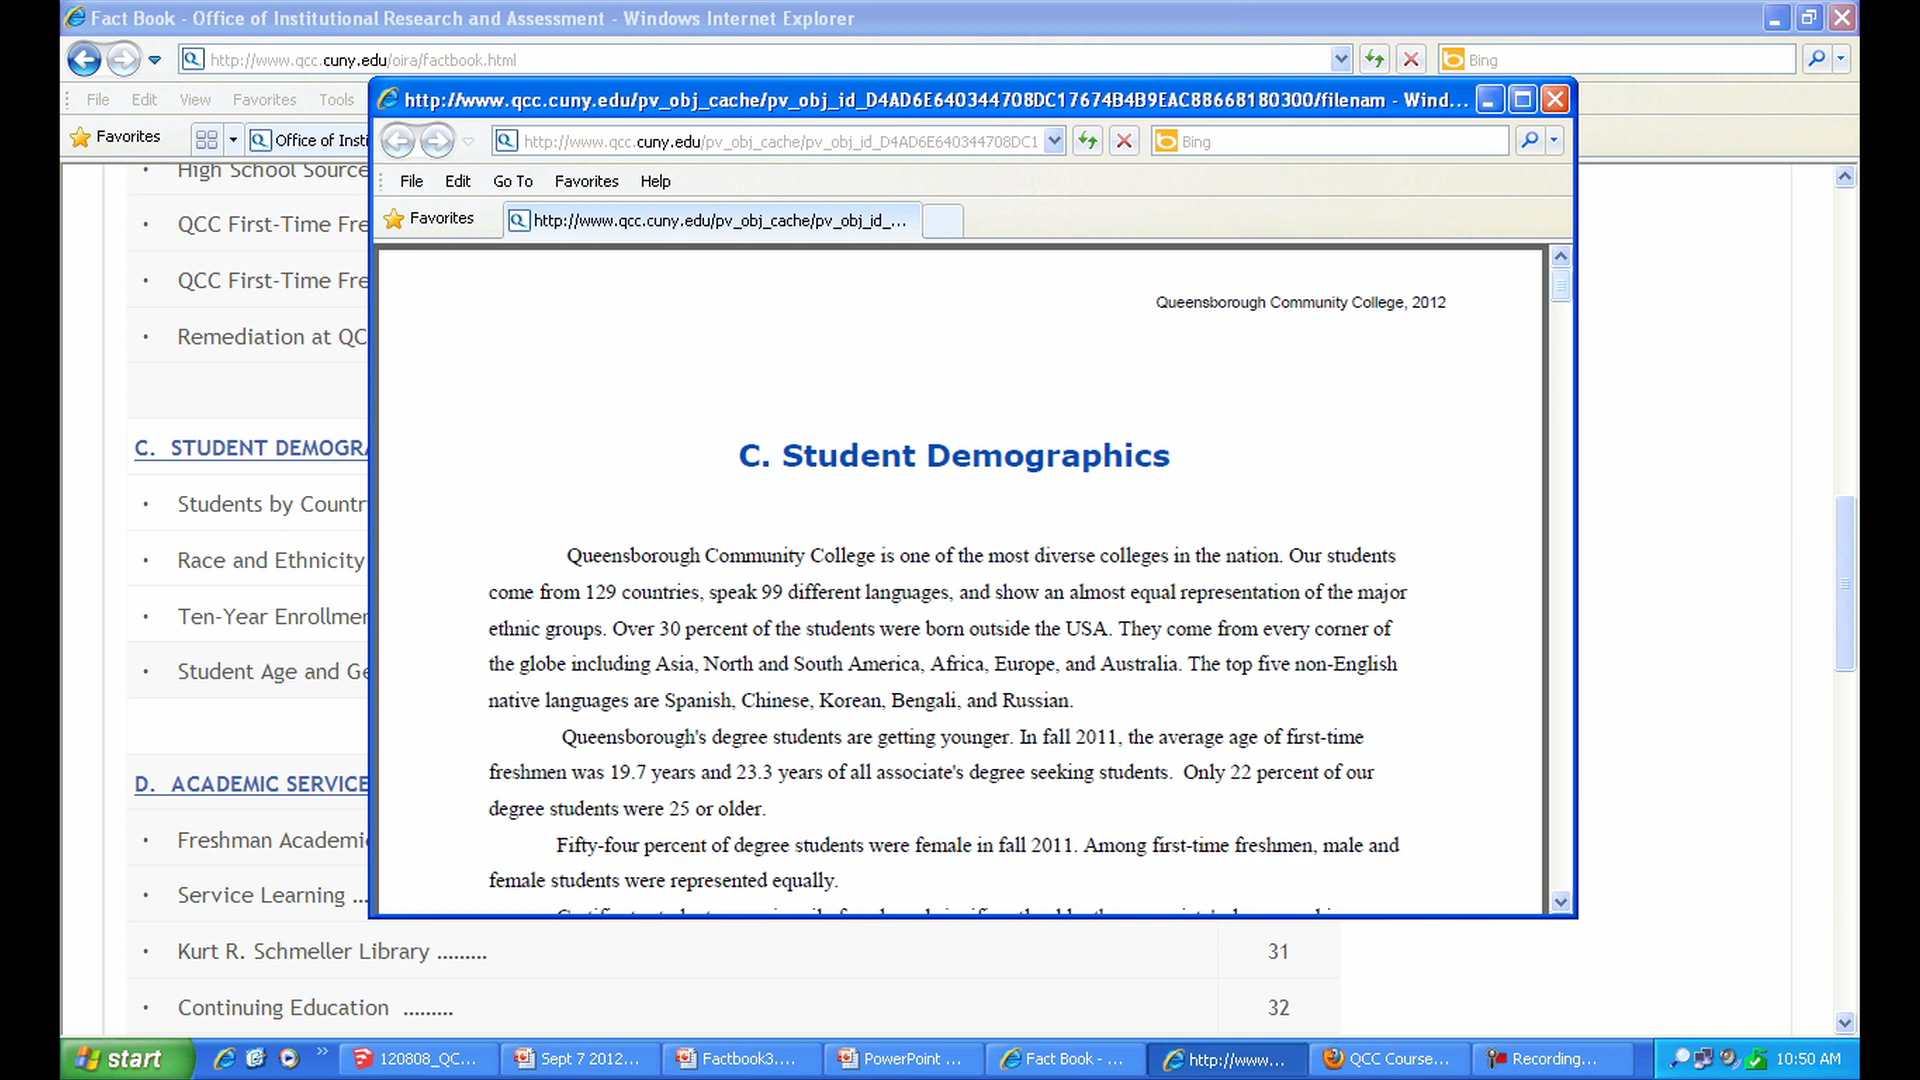 Fact Book - Office of Institutional Research and Assessment - Windows Internet Explorer
http://www.qcc.cuny.edu/oira/factbook.html
Bing
File Edit View Favorites Tools
Favorites
Office of Insti
http://www.qcc.cuny.edu/pv_obj_cache/pv_obj_id_D4AD6E640344708DC17674B4B9EAC88668180300/filenam - Wind...
http://www.qcc.cuny.edu/pv_obj_cache/pv_obj_id_D4AD6E640344708DC1
Bing
File Edit Go To Favorites Help
Favorites
http://www.qcc.cuny.edu/pv_obj_cache/pv_obj_id_...
• High School Source
• QCC First-Time Fre
• QCC First-Time Fre
• Remediation at QC
C. STUDENT DEMOGRA
• Students by Countr
• Race and Ethnicity
• Ten-Year Enrollmen
• Student Age and Ge
D. ACADEMIC SERVICE
• Freshman Academic
• Service Learning ...
• Kurt R. Schmeller Library ......... 31
• Continuing Education ......... 32
Queensborough Community College, 2012
C. Student Demographics
Queensborough Community College is one of the most diverse colleges in the nation. Our students
come from 129 countries, speak 99 different languages, and show an almost equal representation of the major
ethnic groups. Over 30 percent of the students were born outside the USA. They come from every corner of
the globe including Asia, North and South America, Africa, Europe, and Australia. The top five non-English
native languages are Spanish, Chinese, Korean, Bengali, and Russian.
Queensborough's degree students are getting younger. In fall 2011, the average age of first-time
freshmen was 19.7 years and 23.3 years of all associate's degree seeking students. Only 22 percent of our
degree students were 25 or older.
Fifty-four percent of degree students were female in fall 2011. Among first-time freshmen, male and
female students were represented equally.
start
120808_QC...
Sept 7 2012...
Factbook3....
PowerPoint ...
Fact Book - ...
http://www...
QCC Course...
Recording...
10:50 AM